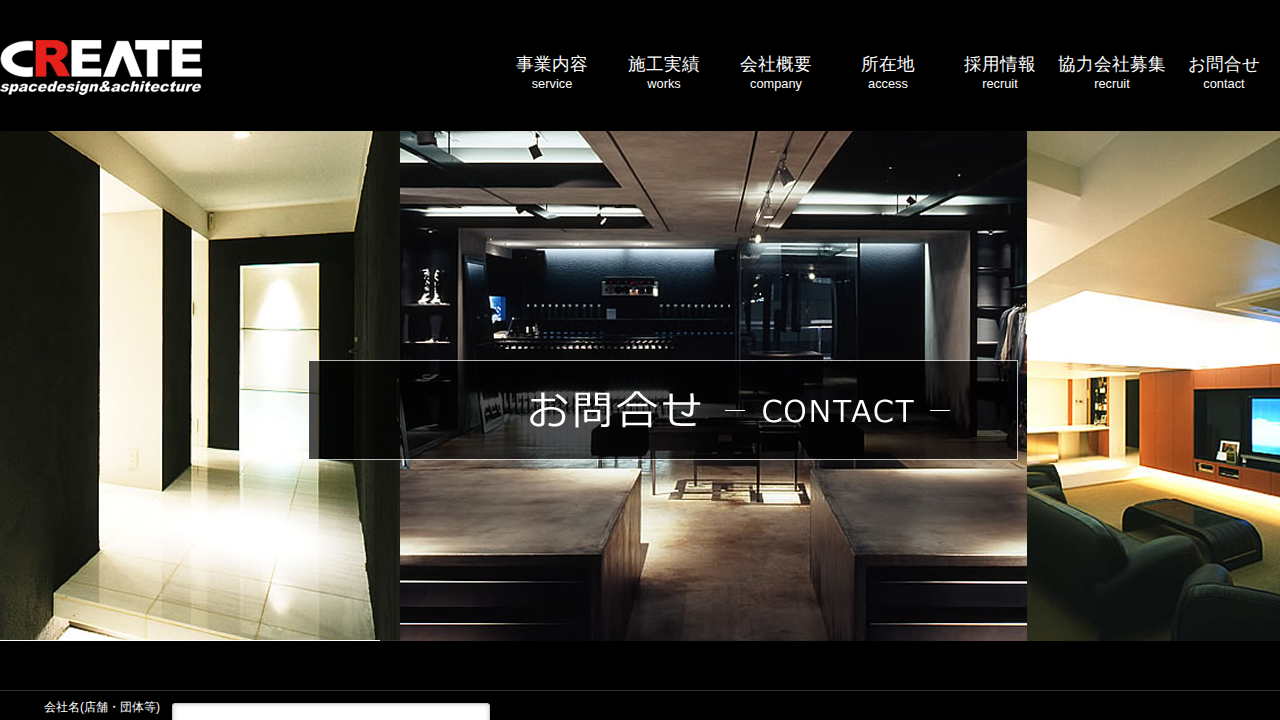 CREATE
spacedesign&achitecture
事業内容
service
施工実績
works
会社概要
company
所在地
access
採用情報
recruit
協力会社募集
recruit
お問合せ
contact
お問合せ — CONTACT —
会社名(店舗・団体等)